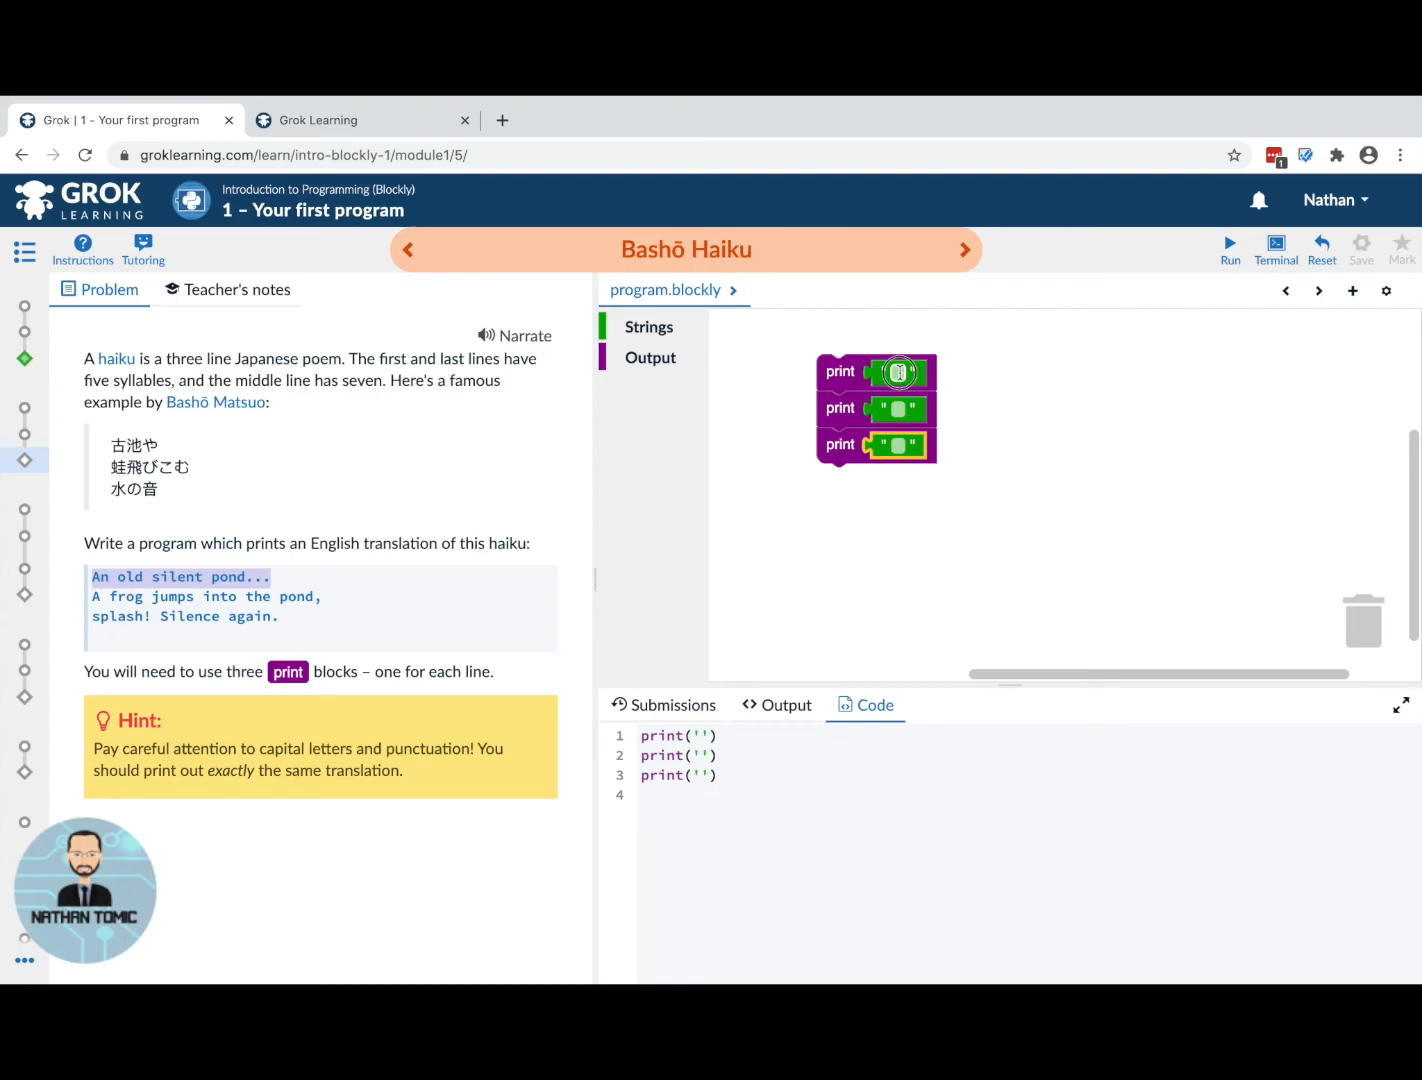 Grok | 1 - Your first program
Grok Learning
groklearning.com/learn/intro-blockly-1/module1/5/
1
GROK
LEARNING
Introduction to Programming (Blockly)
1 – Your first program
Nathan
Instructions
Tutoring
Bashō Haiku
Run
Terminal
Reset
Save
Mark
Problem
Teacher's notes
program.blockly
Narrate
A haiku is a three line Japanese poem. The first and last lines have
five syllables, and the middle line has seven. Here's a famous
example by Bashō Matsuo:
古池や
蛙飛びこむ
水の音
Write a program which prints an English translation of this haiku:
An old silent pond...
A frog jumps into the pond,
splash! Silence again.
You will need to use three print blocks – one for each line.
Hint:
Pay careful attention to capital letters and punctuation! You
should print out exactly the same translation.
NATHAN TOMIC
Strings
Output
print " "
print " "
print " "
Submissions
Output
Code
1 print('')
2 print('')
3 print('')
4